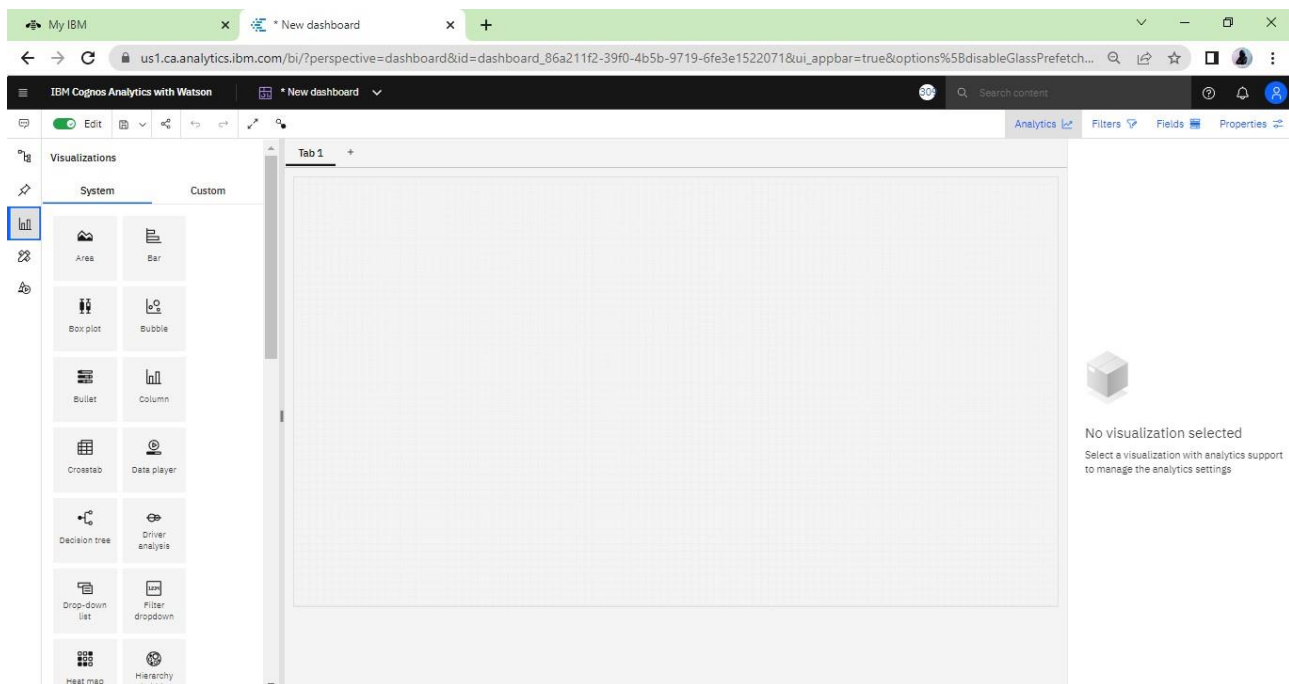 My IBM
* New dashboard
us1.ca.analytics.ibm.com/bi/?perspective=dashboard&id=dashboard_86a211f2-39f0-4b5b-9719-6fe3e1522071&ui_appbar=true&options%5BdisableGlassPrefetch...
IBM Cognos Analytics with Watson
* New dashboard
Search content
Edit
Analytics
Filters
Fields
Properties
Visualizations
Tab 1
System
Custom
Area
Bar
Box plot
Bubble
Bullet
Column
Crosstab
Data player
Decision tree
Driver
analysis
Drop-down
list
Filter
dropdown
Heat map
Hierarchy
No visualization selected
Select a visualization with analytics support
to manage the analytics settings